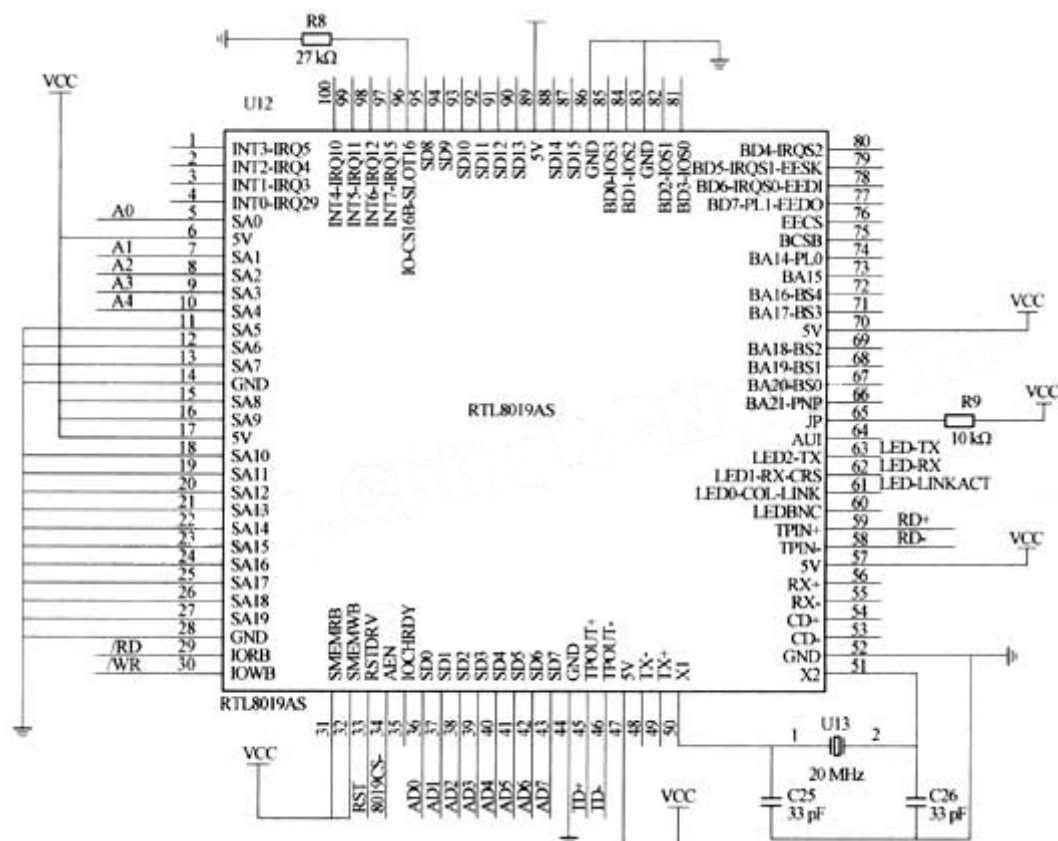 R8
27 kΩ
VCC
U12
100 99 98 97 96 95 94 93 92 91 90 89 88 87 86 85 84 83 82 81
INT4-IRQ10
INT5-IRQ11
INT6-IRQ12
INT7-IRQ15
IO-CS16B-SLOT16
SD8
SD9
SD10
SD11
SD12
SD13
5V
SD14
SD15
GND
BD0-IOS3
BD1-IOS2
GND
BD2-IOS1
BD3-IOS0
1 INT3-IRQ5
2 INT2-IRQ4
3 INT1-IRQ3
4 INT0-IRQ29
A0 5 SA0
6 5V
A1 7 SA1
A2 8 SA2
A3 9 SA3
A4 10 SA4
11 SA5
12 SA6
13 SA7
14 GND
15 SA8
16 SA9
17 5V
18 SA10
19 SA11
20 SA12
21 SA13
22 SA14
23 SA15
24 SA16
25 SA17
26 SA18
27 SA19
28 GND
/RD 29 IORB
/WR 30 IOWB
RTL8019AS
BD4-IRQS2 80
BD5-IRQS1-EESK 79
BD6-IRQS0-EEDI 78
BD7-PL1-EEDO 77
EECS 76
BCSB 75
BA14-PL0 74
BA15 73
BA16-BS4 72
BA17-BS3 71
5V 70 VCC
BA18-BS2 69
BA19-BS1 68
BA20-BS0 67
BA21-PNP 66
JP 65 R9 10 kΩ VCC
AUI 64
LED2-TX 63 LED-TX
LED1-RX-CRS 62 LED-RX
LED0-COL-LINK 61 LED-LINKACT
LEDBNC 60
TPIN+ 59 RD+
TPIN- 58 RD-
5V 57 VCC
RX+ 56
RX- 55
CD+ 54
CD- 53
GND 52
X2 51
SMEMRB
SMEMWB
RSTDRV
AEN
IOCHRDY
SD0
SD1
SD2
SD3
SD4
SD5
SD6
SD7
GND
TPOUT+
TPOUT-
5V
TX-
TX+
X1
RTL8019AS
31 32 33 34 35 36 37 38 39 40 41 42 43 44 45 46 47 48 49 50
VCC
RST
8019CS-
AD0
AD1
AD2
AD3
AD4
AD5
AD6
AD7
TD+
TD-
VCC
1 U13 2
20 MHz
C25
33 pF
C26
33 pF